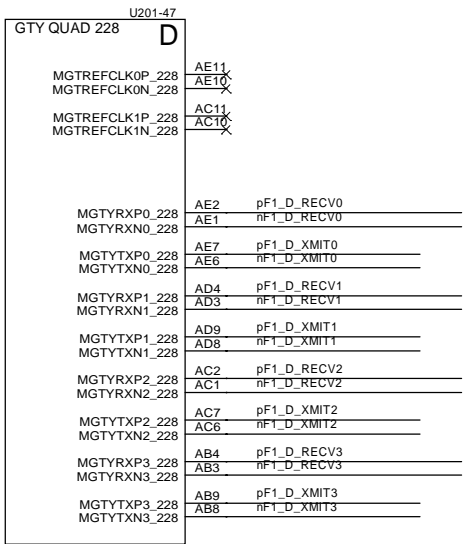 U201-47
GTY QUAD 228 D
MGTREFCLK0P_228 AE11
MGTREFCLK0N_228 AE10
MGTREFCLK1P_228 AC11
MGTREFCLK1N_228 AC10
MGTYRXP0_228 AE2 pF1_D_RECV0
MGTYRXN0_228 AE1 nF1_D_RECV0
MGTYTXP0_228 AE7 pF1_D_XMIT0
MGTYTXN0_228 AE6 nF1_D_XMIT0
MGTYRXP1_228 AD4 pF1_D_RECV1
MGTYRXN1_228 AD3 nF1_D_RECV1
MGTYTXP1_228 AD9 pF1_D_XMIT1
MGTYTXN1_228 AD8 nF1_D_XMIT1
MGTYRXP2_228 AC2 pF1_D_RECV2
MGTYRXN2_228 AC1 nF1_D_RECV2
MGTYTXP2_228 AC7 pF1_D_XMIT2
MGTYTXN2_228 AC6 nF1_D_XMIT2
MGTYRXP3_228 AB4 pF1_D_RECV3
MGTYRXN3_228 AB3 nF1_D_RECV3
MGTYTXP3_228 AB9 pF1_D_XMIT3
MGTYTXN3_228 AB8 nF1_D_XMIT3